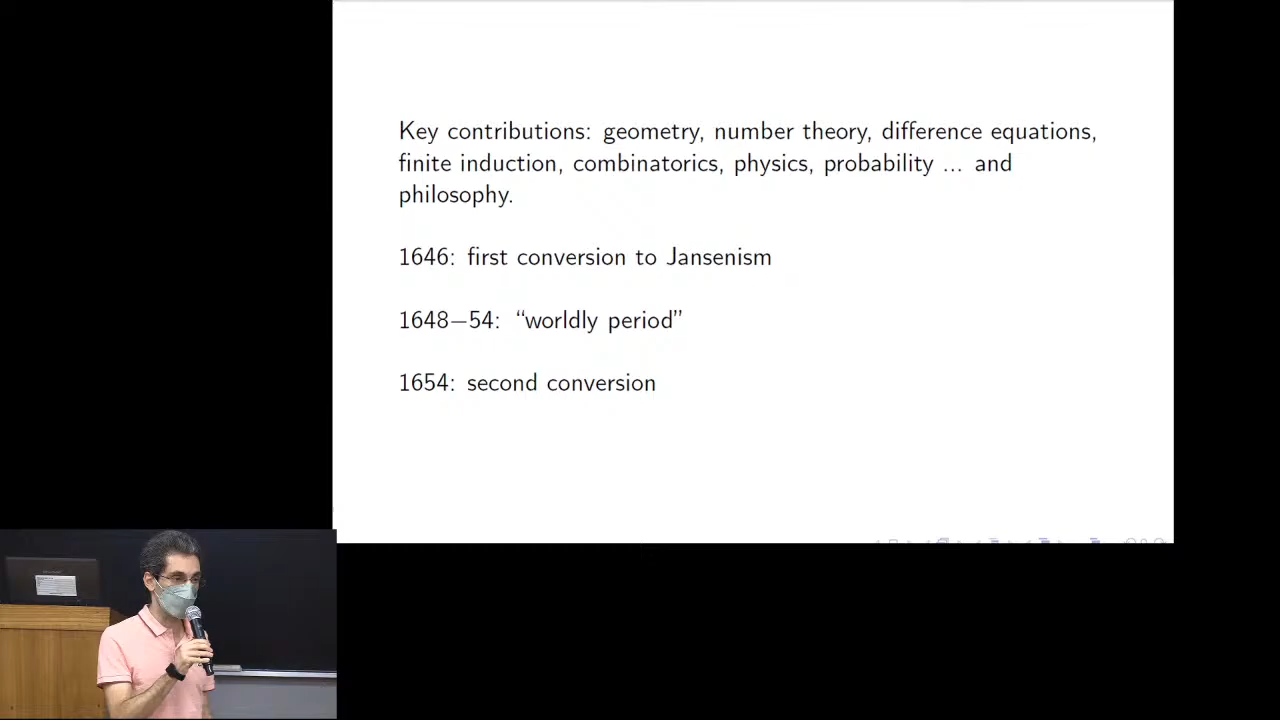 Key contributions: geometry, number theory, difference equations,
finite induction, combinatorics, physics, probability ... and
philosophy.
1646: first conversion to Jansenism
1648–54: “worldly period”
1654: second conversion